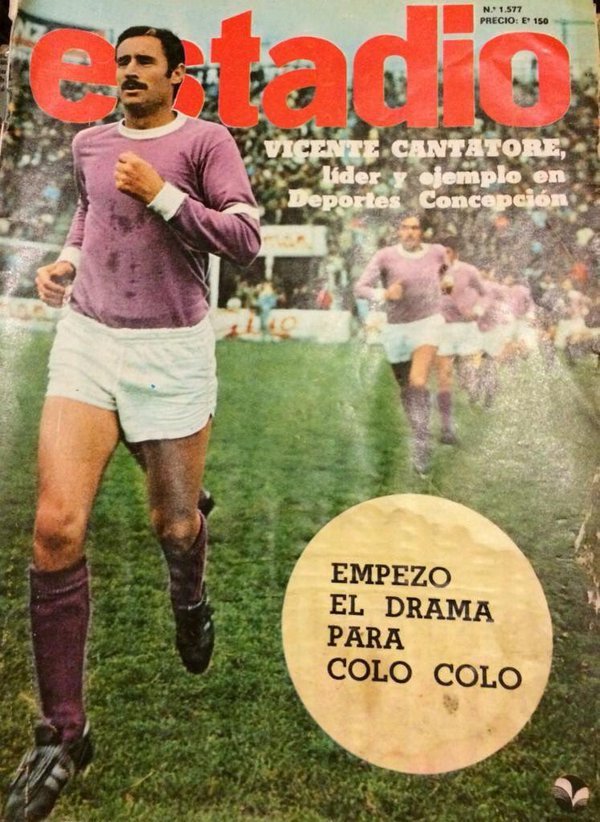 estadio
N.º 1.577
PRECIO: Eº 150
VICENTE CANTATORE,
líder y ejemplo en
Deportes Concepción
EMPEZO
EL DRAMA
PARA
COLO COLO